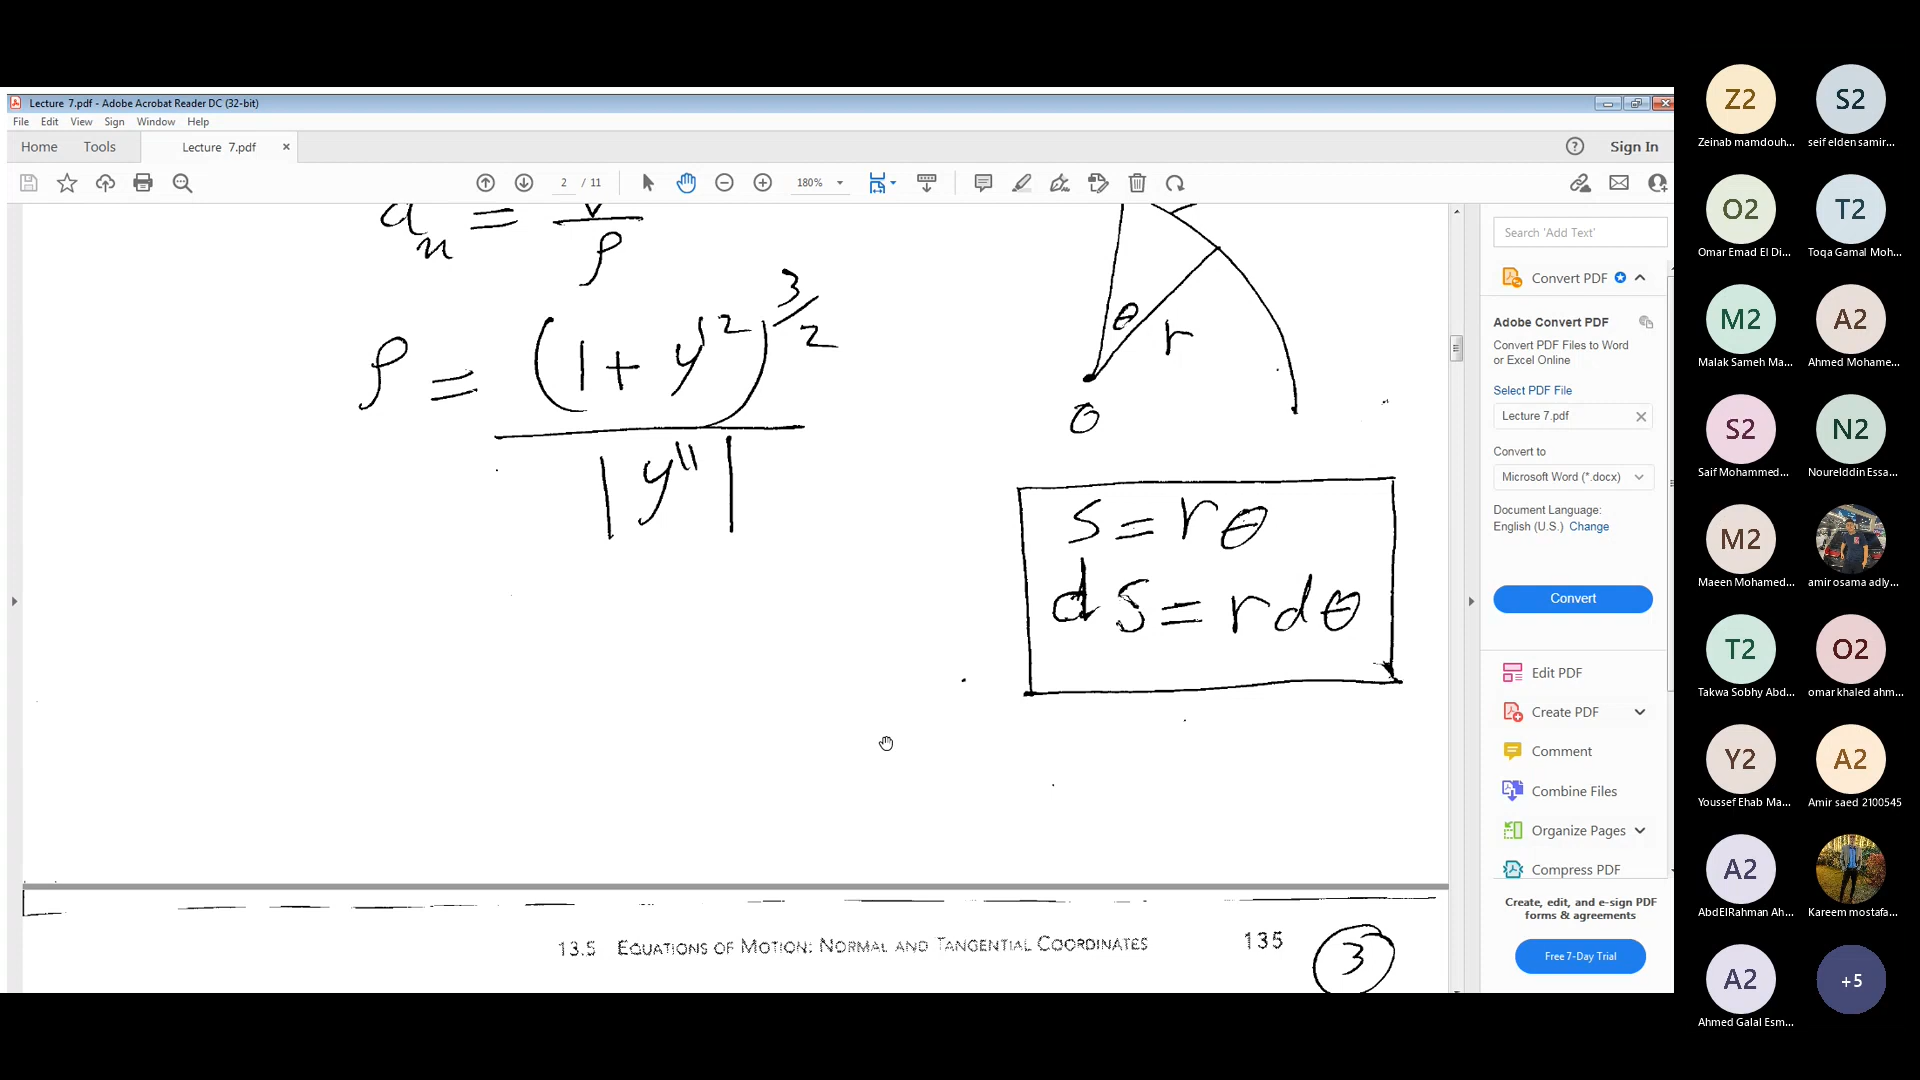 Lecture 7.pdf - Adobe Acrobat Reader DC (32-bit)
File Edit View Sign Window Help
Home Tools Lecture 7.pdf × Sign In
2 / 11 180%
a_n = v / ρ
ρ = (1 + y'^2)^3/2 / |y''|
θ
r
O
s = rθ
ds = rdθ
13.5 EQUATIONS OF MOTION: NORMAL AND TANGENTIAL COORDINATES 135 3
Search 'Add Text'
Convert PDF
Adobe Convert PDF
Convert PDF Files to Word
or Excel Online
Select PDF File
Lecture 7.pdf
Convert to
Microsoft Word (*.docx)
Document Language:
English (U.S.) Change
Convert
Edit PDF
Create PDF
Comment
Combine Files
Organize Pages
Compress PDF
Create, edit, and e-sign PDF
forms & agreements
Free 7-Day Trial
Z2 S2
Zeinab mamdouh... seif elden samir...
O2 T2
Omar Emad El Di... Toqa Gamal Moh...
M2 A2
Malak Sameh Ma... Ahmed Mohame...
S2 N2
Saif Mohammed... Noureldin Essa...
M2
Maeen Mohamed... amir osama adly...
T2 O2
Takwa Sobhy Abd... omar khaled ahm...
Y2 A2
Youssef Ehab Ma... Amir saed 2100545
A2
AbdElRahman Ah... Kareem mostafa...
A2 +5
Ahmed Galal Esm...